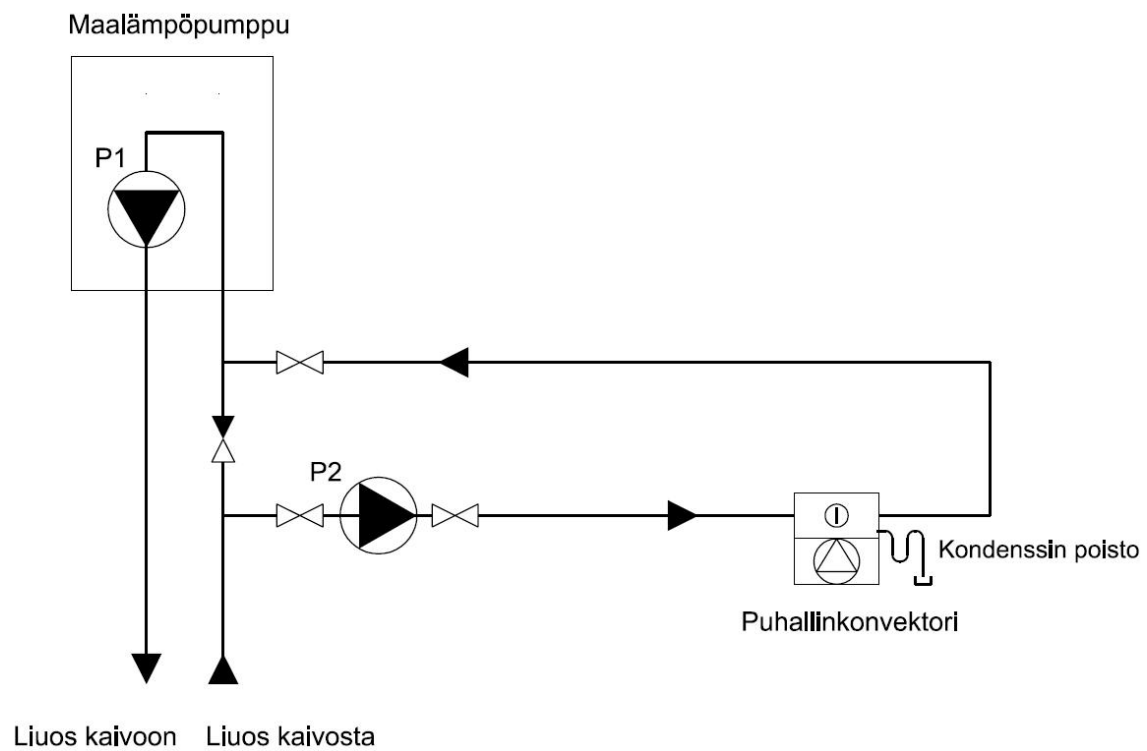 Maalämpöpumppu
P1
P2
Kondenssin poisto
Puhallinkonvektori
Liuos kaivoon Liuos kaivosta